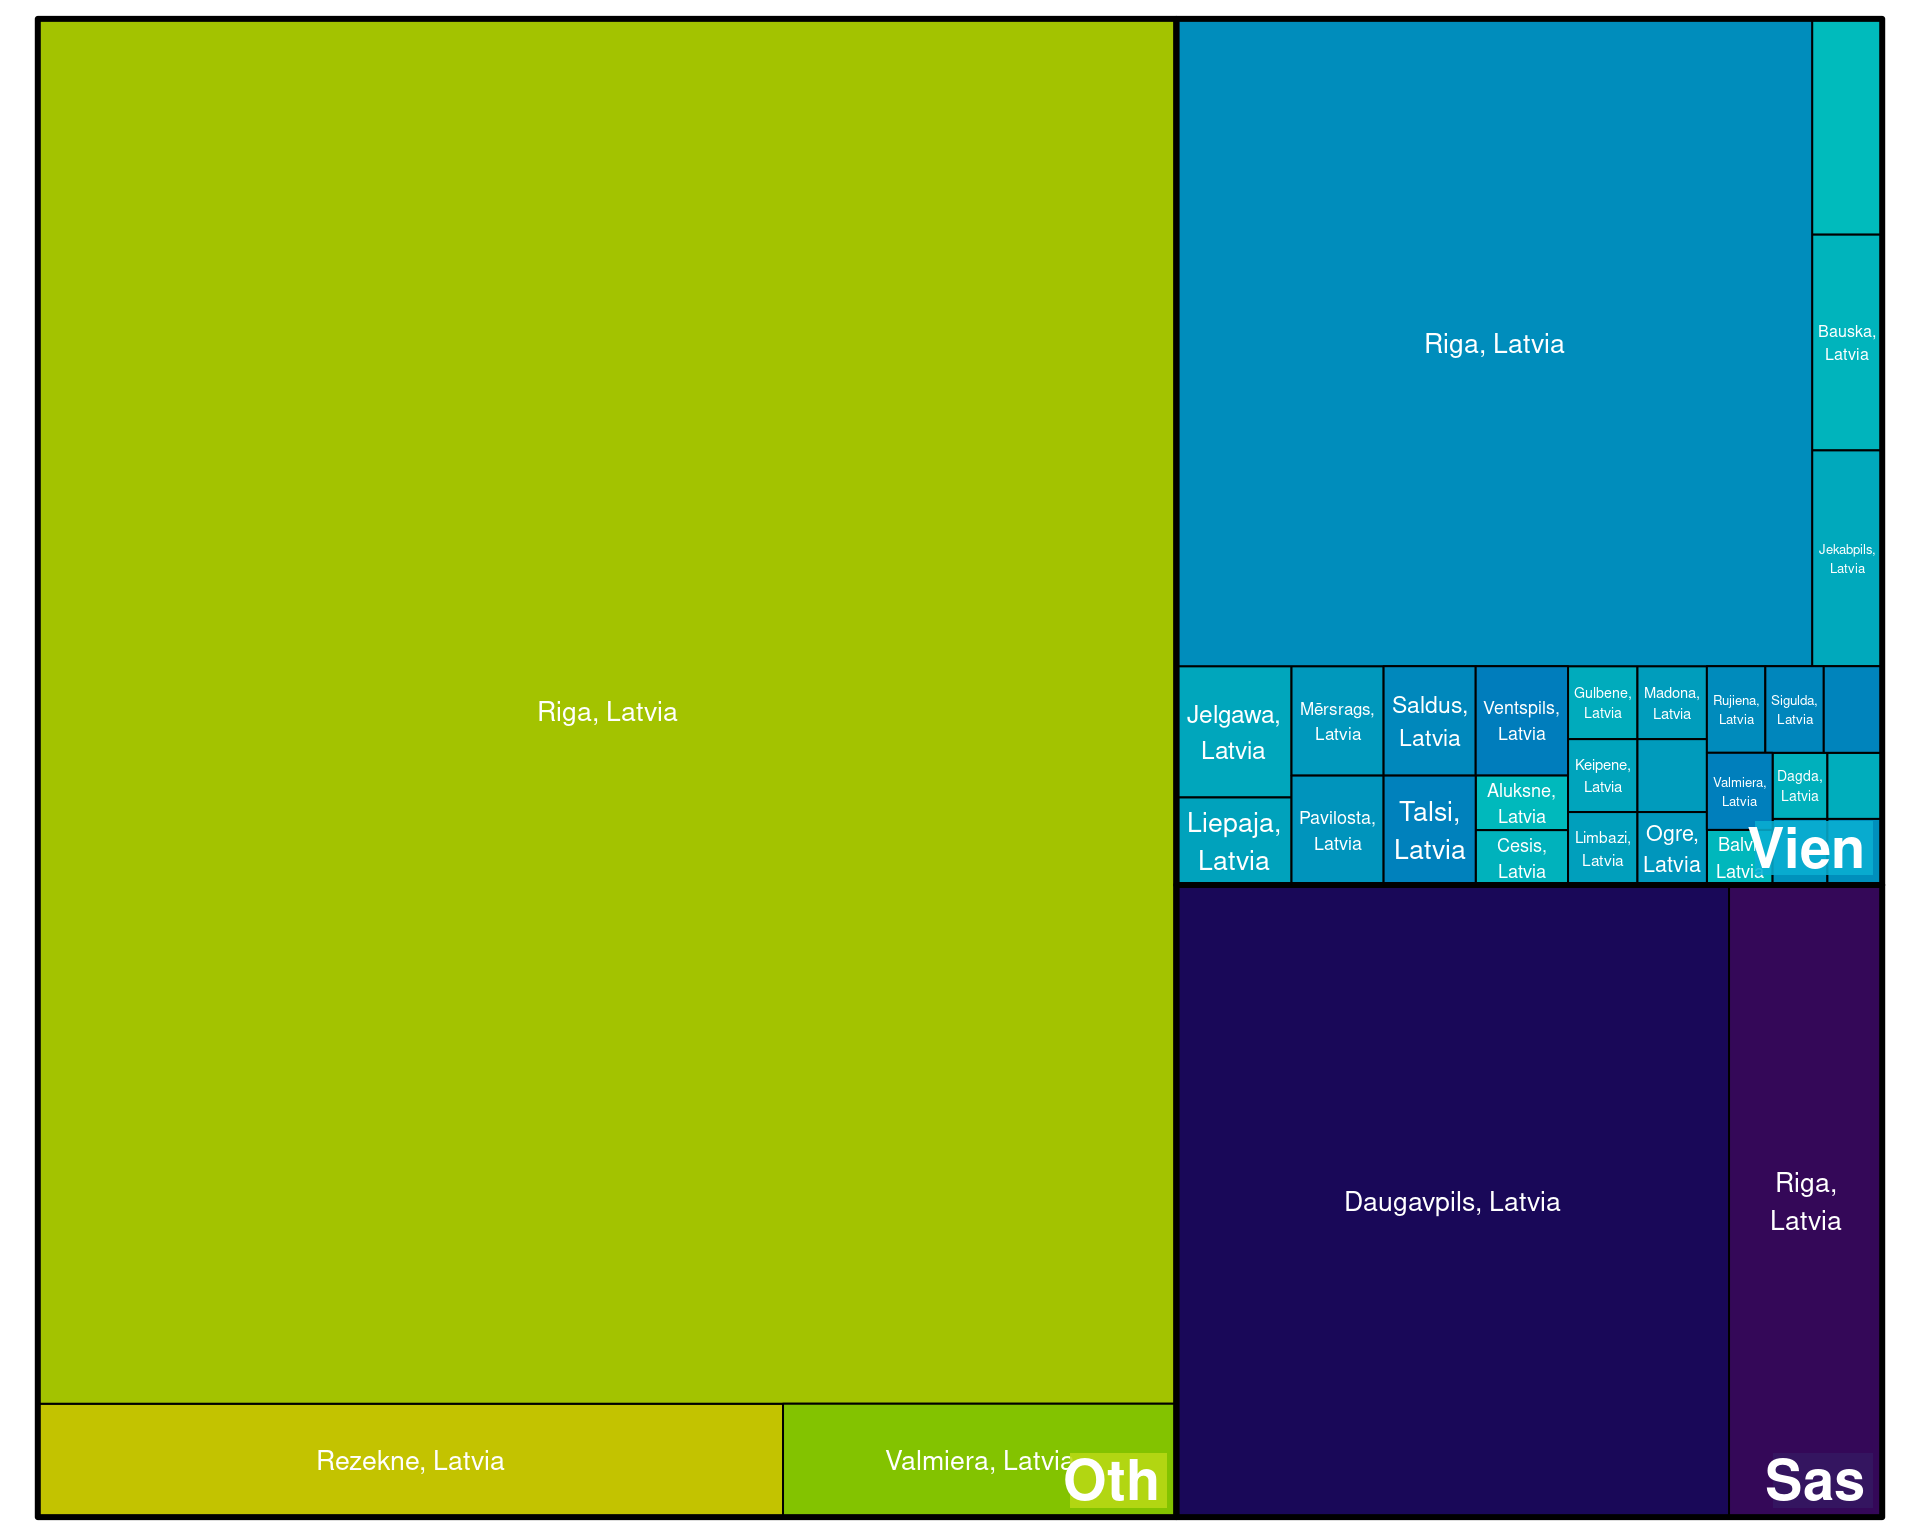 Riga, Latvia
Rezekne, Latvia
Valmiera, Latvia
Oth
Riga, Latvia
Bauska,
Latvia
Jekabpils,
Latvia
Jelgawa,
Latvia
Liepaja,
Latvia
Mērsrags,
Latvia
Pavilosta,
Latvia
Saldus,
Latvia
Talsi,
Latvia
Ventspils,
Latvia
Aluksne,
Latvia
Cesis,
Latvia
Gulbene,
Latvia
Keipene,
Latvia
Limbazi,
Latvia
Madona,
Latvia
Ogre,
Latvia
Rujiena,
Latvia
Sigulda,
Latvia
Valmiera,
Latvia
Dagda,
Latvia
Balvi,
Latvia
Vien
Daugavpils, Latvia
Riga,
Latvia
Sas